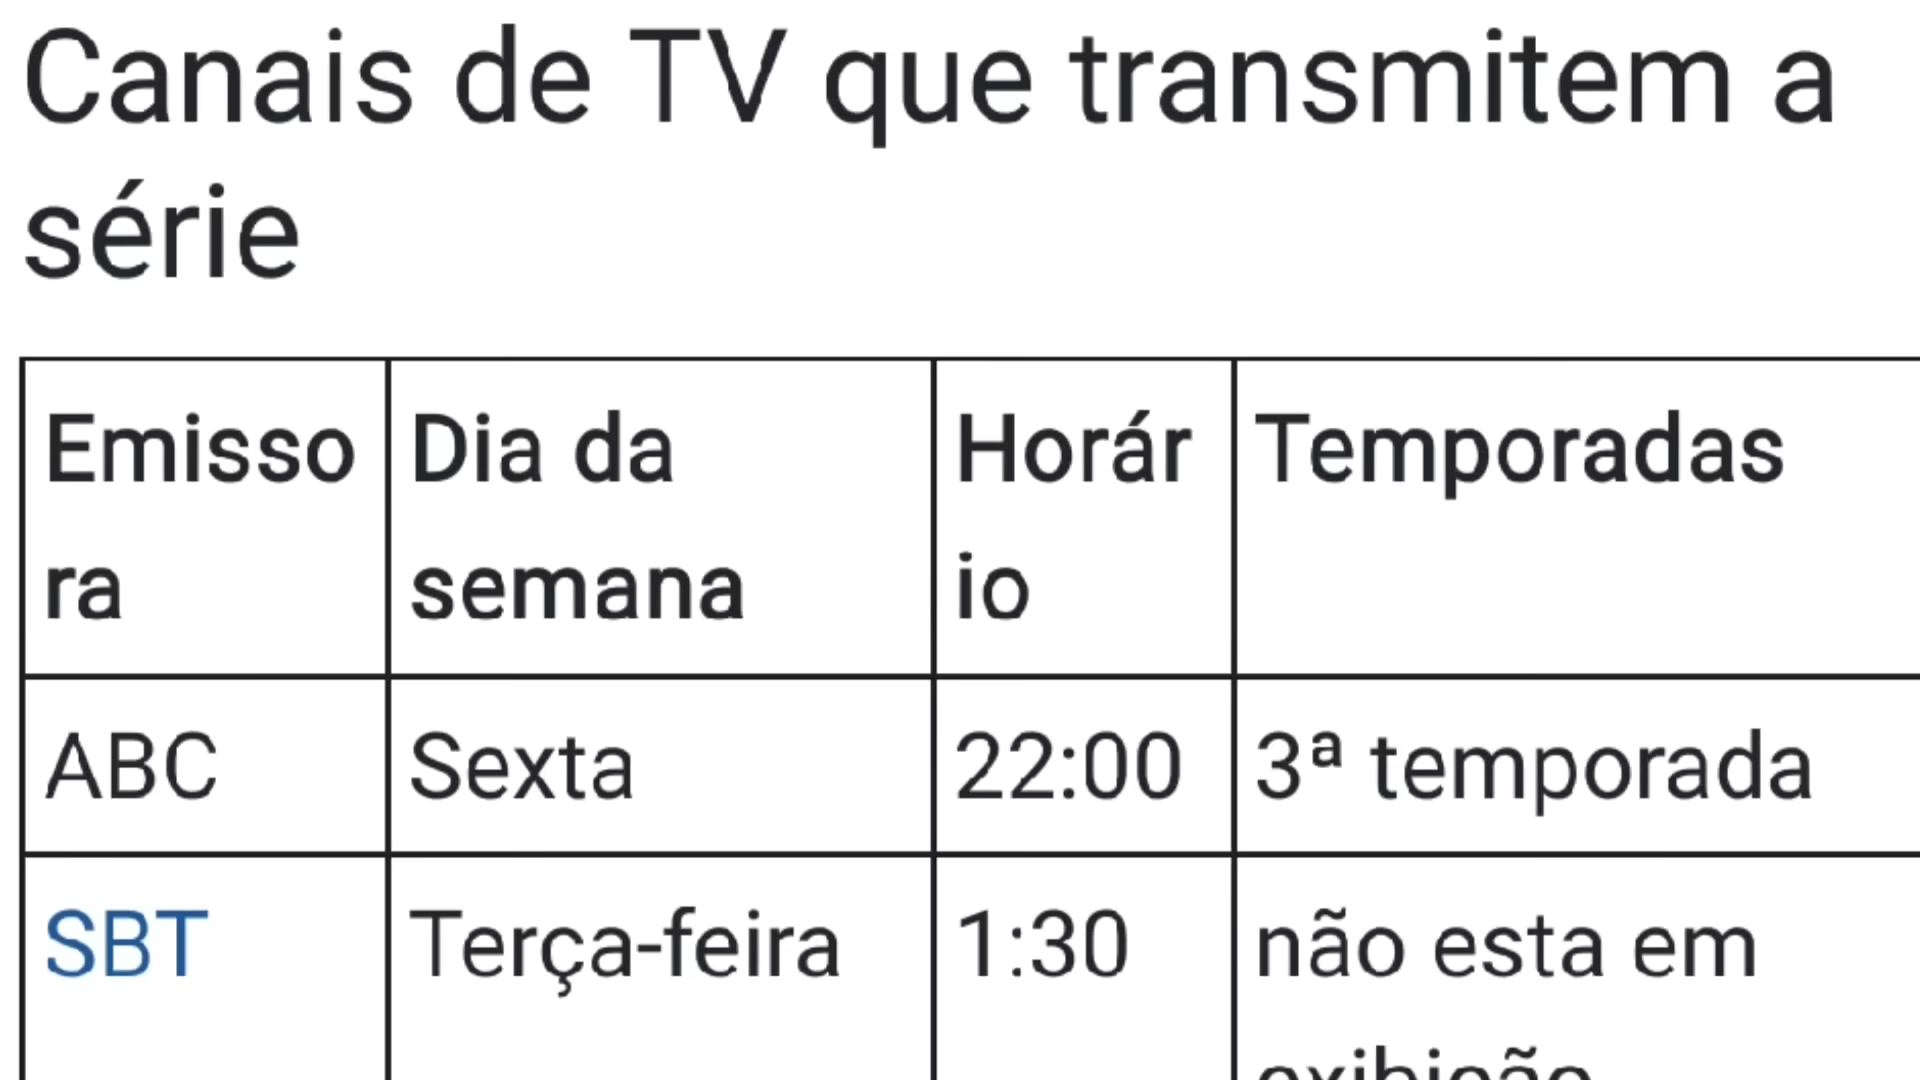 Canais de TV que transmitem a
série
Emisso
ra
Dia da
semana
Horár
io
Temporadas
ABC
Sexta
22:00
3ª temporada
SBT
Terça-feira
1:30
não esta em
exibição